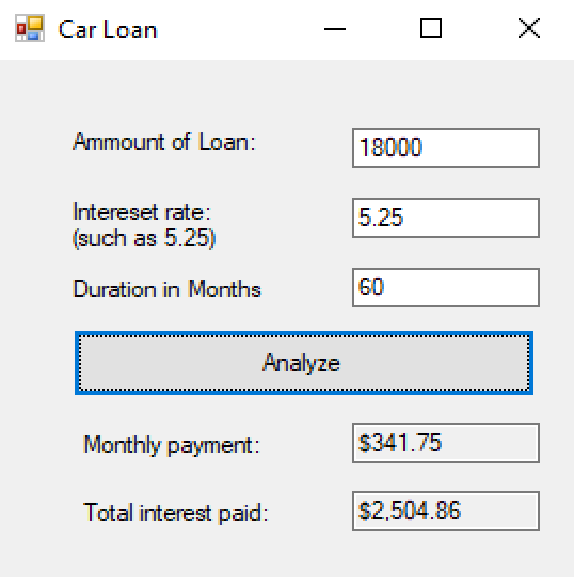 Car Loan
Ammount of Loan:
18000
Intereset rate:
(such as 5.25)
5.25
Duration in Months
60
Analyze
Monthly payment:
$341.75
Total interest paid:
$2,504.86